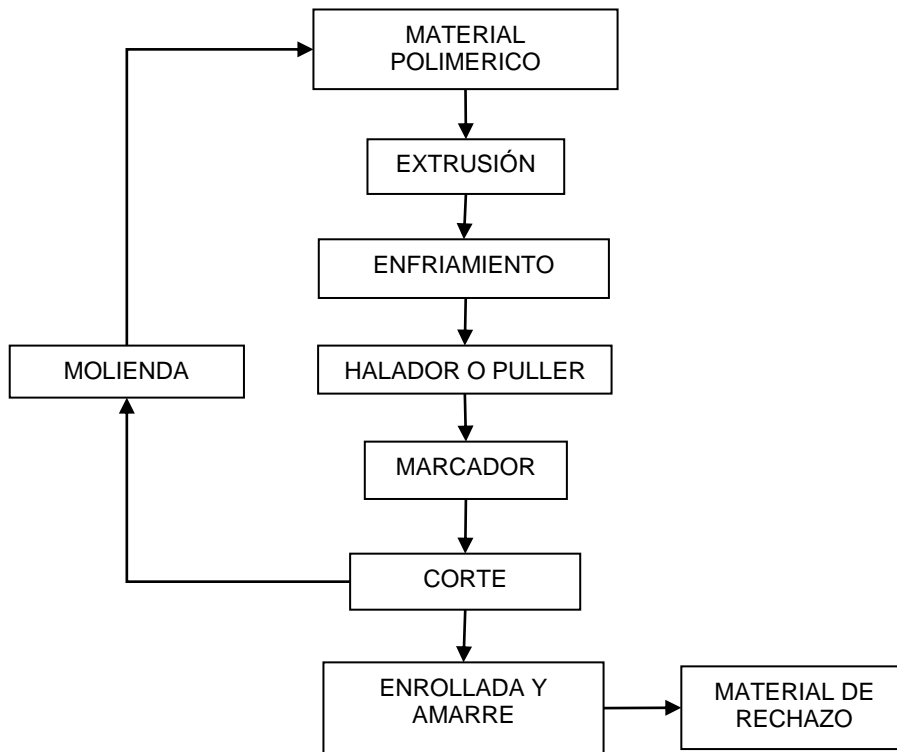 MATERIAL
POLIMERICO
EXTRUSIÓN
ENFRIAMIENTO
MOLIENDA
HALADOR O PULLER
MARCADOR
CORTE
ENROLLADA Y
AMARRE
MATERIAL DE
RECHAZO